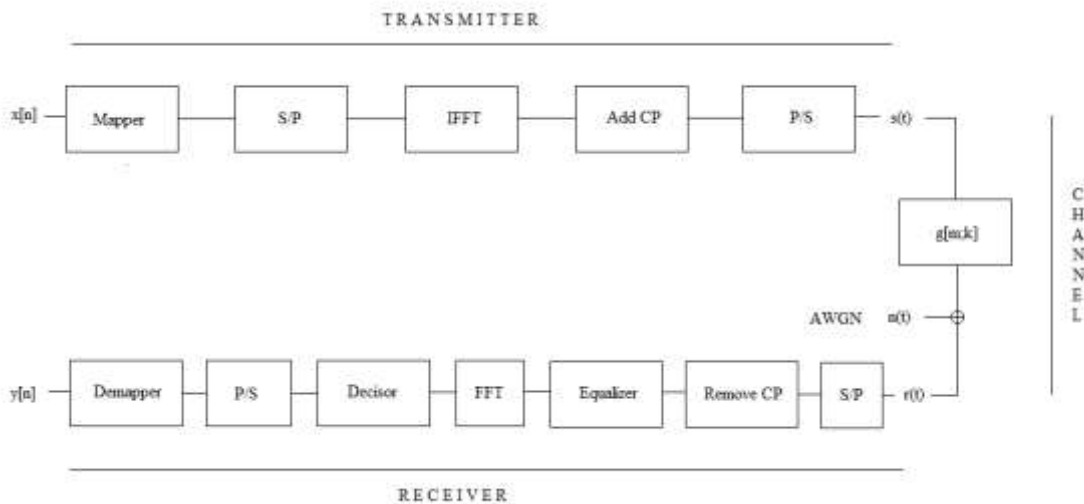 TRANSMITTER
x[n] Mapper S/P IFFT Add CP P/S s(t)
g[m,k]
CHANNEL
AWGN n(t)
y[n] Demapper P/S Decisor FFT Equalizer Remove CP S/P r(t)
RECEIVER